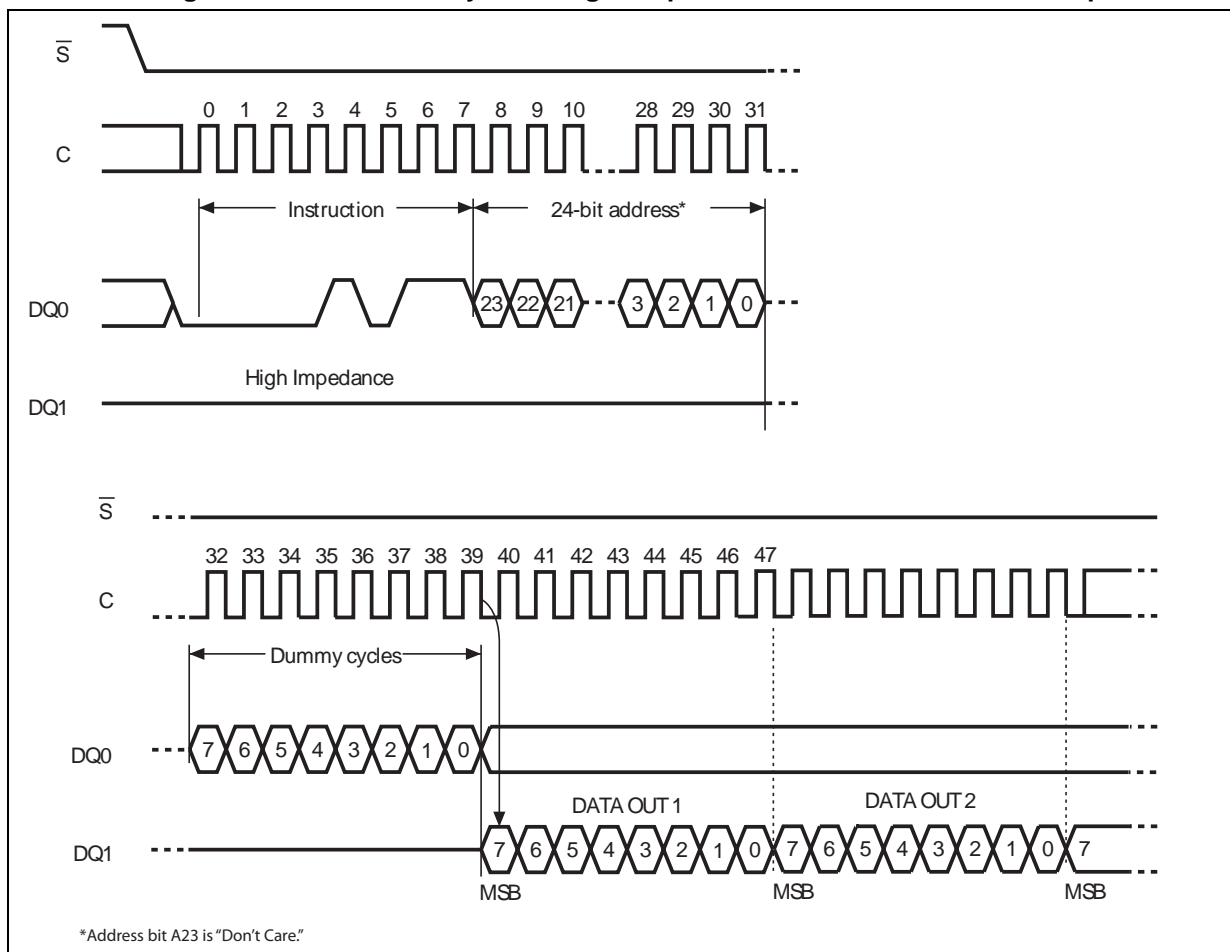 S
0 1 2 3 4 5 6 7 8 9 10 28 29 30 31
C
Instruction 24-bit address*
DQ0 23 22 21 3 2 1 0
High Impedance
DQ1
S
32 33 34 35 36 37 38 39 40 41 42 43 44 45 46 47
C
Dummy cycles
DQ0 7 6 5 4 3 2 1 0
DATA OUT 1 DATA OUT 2
DQ1 7 6 5 4 3 2 1 0 7 6 5 4 3 2 1 0 7
MSB MSB MSB
*Address bit A23 is "Don't Care."